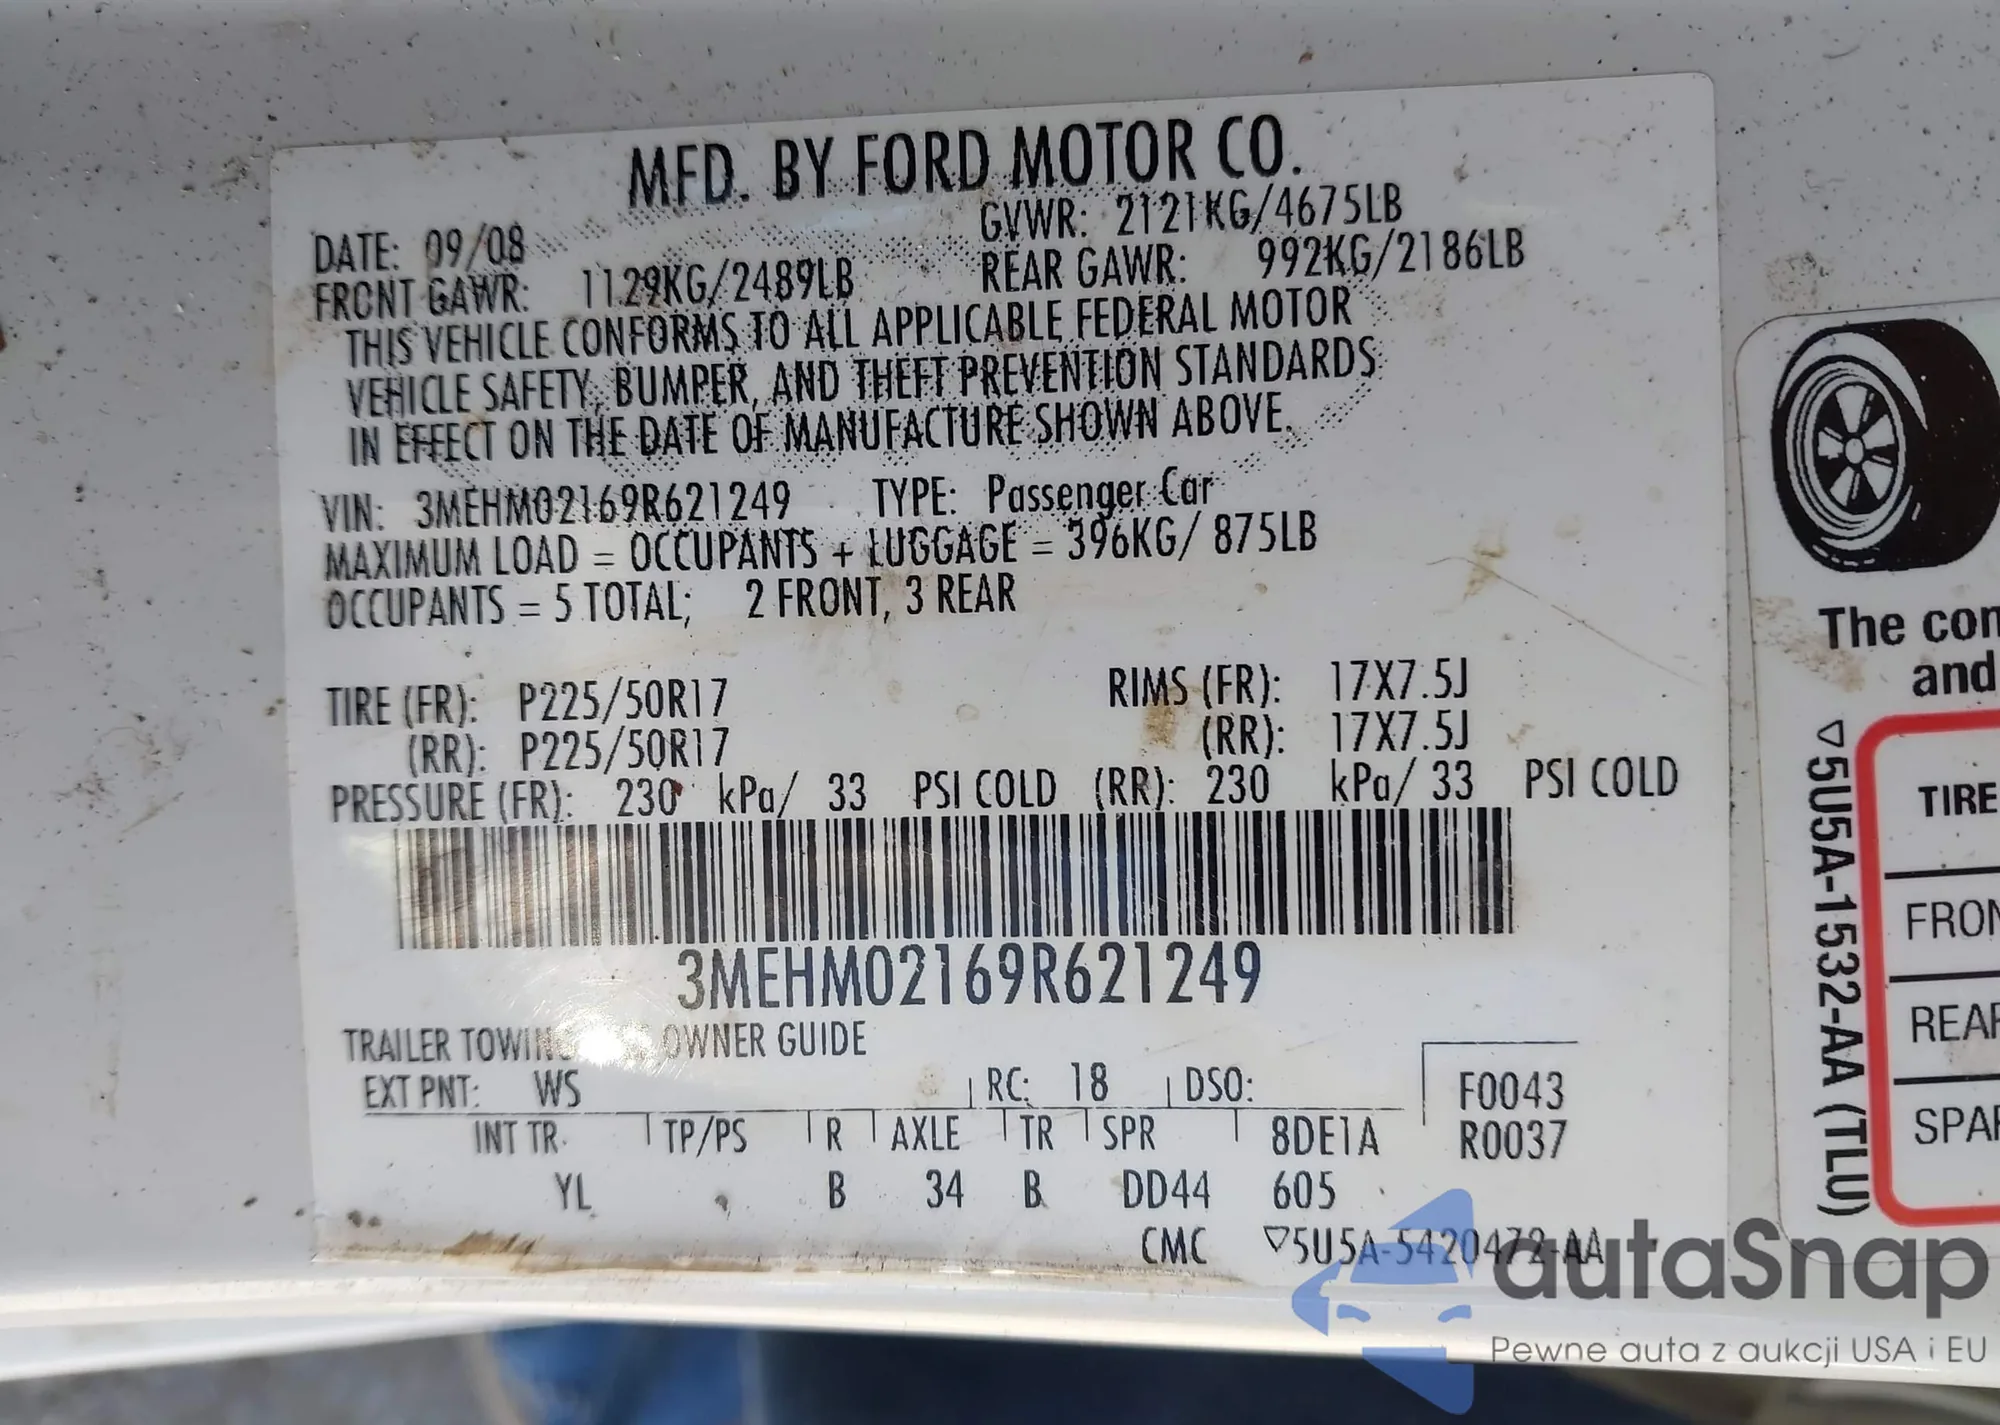 MFD. BY FORD MOTOR CO.
DATE: 09/08 GVWR: 2121KG/4675LB
FRONT GAWR: 1129KG/2489LB REAR GAWR: 992KG/2186LB
THIS VEHICLE CONFORMS TO ALL APPLICABLE FEDERAL MOTOR
VEHICLE SAFETY, BUMPER, AND THEFT PREVENTION STANDARDS
IN EFFECT ON THE DATE OF MANUFACTURE SHOWN ABOVE.
VIN: 3MEHM02169R621249 TYPE: Passenger Car
MAXIMUM LOAD = OCCUPANTS + LUGGAGE = 396KG/ 875LB
OCCUPANTS = 5 TOTAL; 2 FRONT, 3 REAR
TIRE (FR): P225/50R17 RIMS (FR): 17X7.5J
(RR): P225/50R17 (RR): 17X7.5J
PRESSURE (FR): 230 kPa/ 33 PSI COLD (RR): 230 kPa/ 33 PSI COLD
3MEHM02169R621249
TRAILER TOWING OWNER GUIDE
EXT PNT: WS RC: 18 DSO: F0043
INT TR. TP/PS R AXLE TR SPR 8DE1A R0037
YL B 34 B DD44 605
CMC ▽5U5A-5420472-AA
The con
and
▽5U5A-1532-AA (TLU)
TIRE
FRON
REAR
SPAR
autaSnap
Pewne auta z aukcji USA i EU